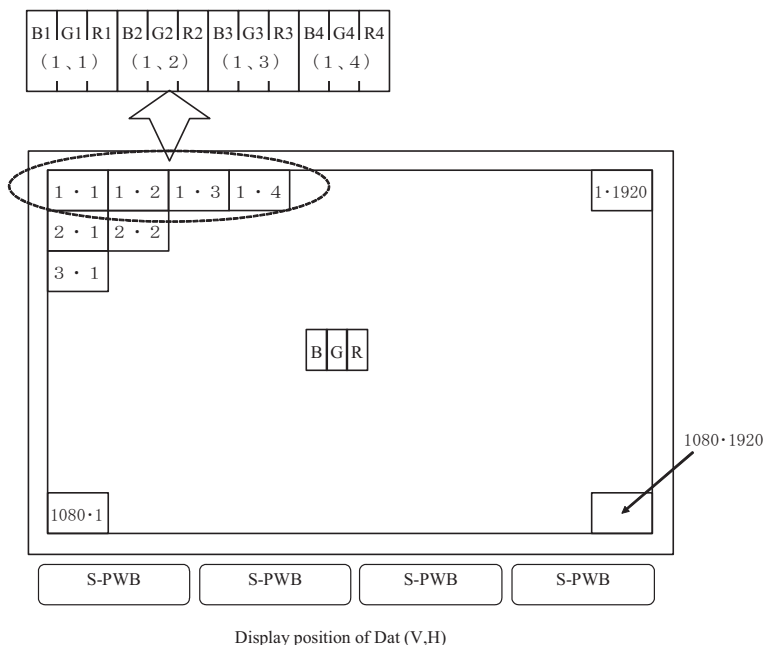 B1 G1 R1 B2 G2 R2 B3 G3 R3 B4 G4 R4
(1、1) (1、2) (1、3) (1、4)
1・1 1・2 1・3 1・4 1・1920
2・1 2・2
3・1
B G R
1080・1920
1080・1
S-PWB S-PWB S-PWB S-PWB
Display position of Dat (V,H)